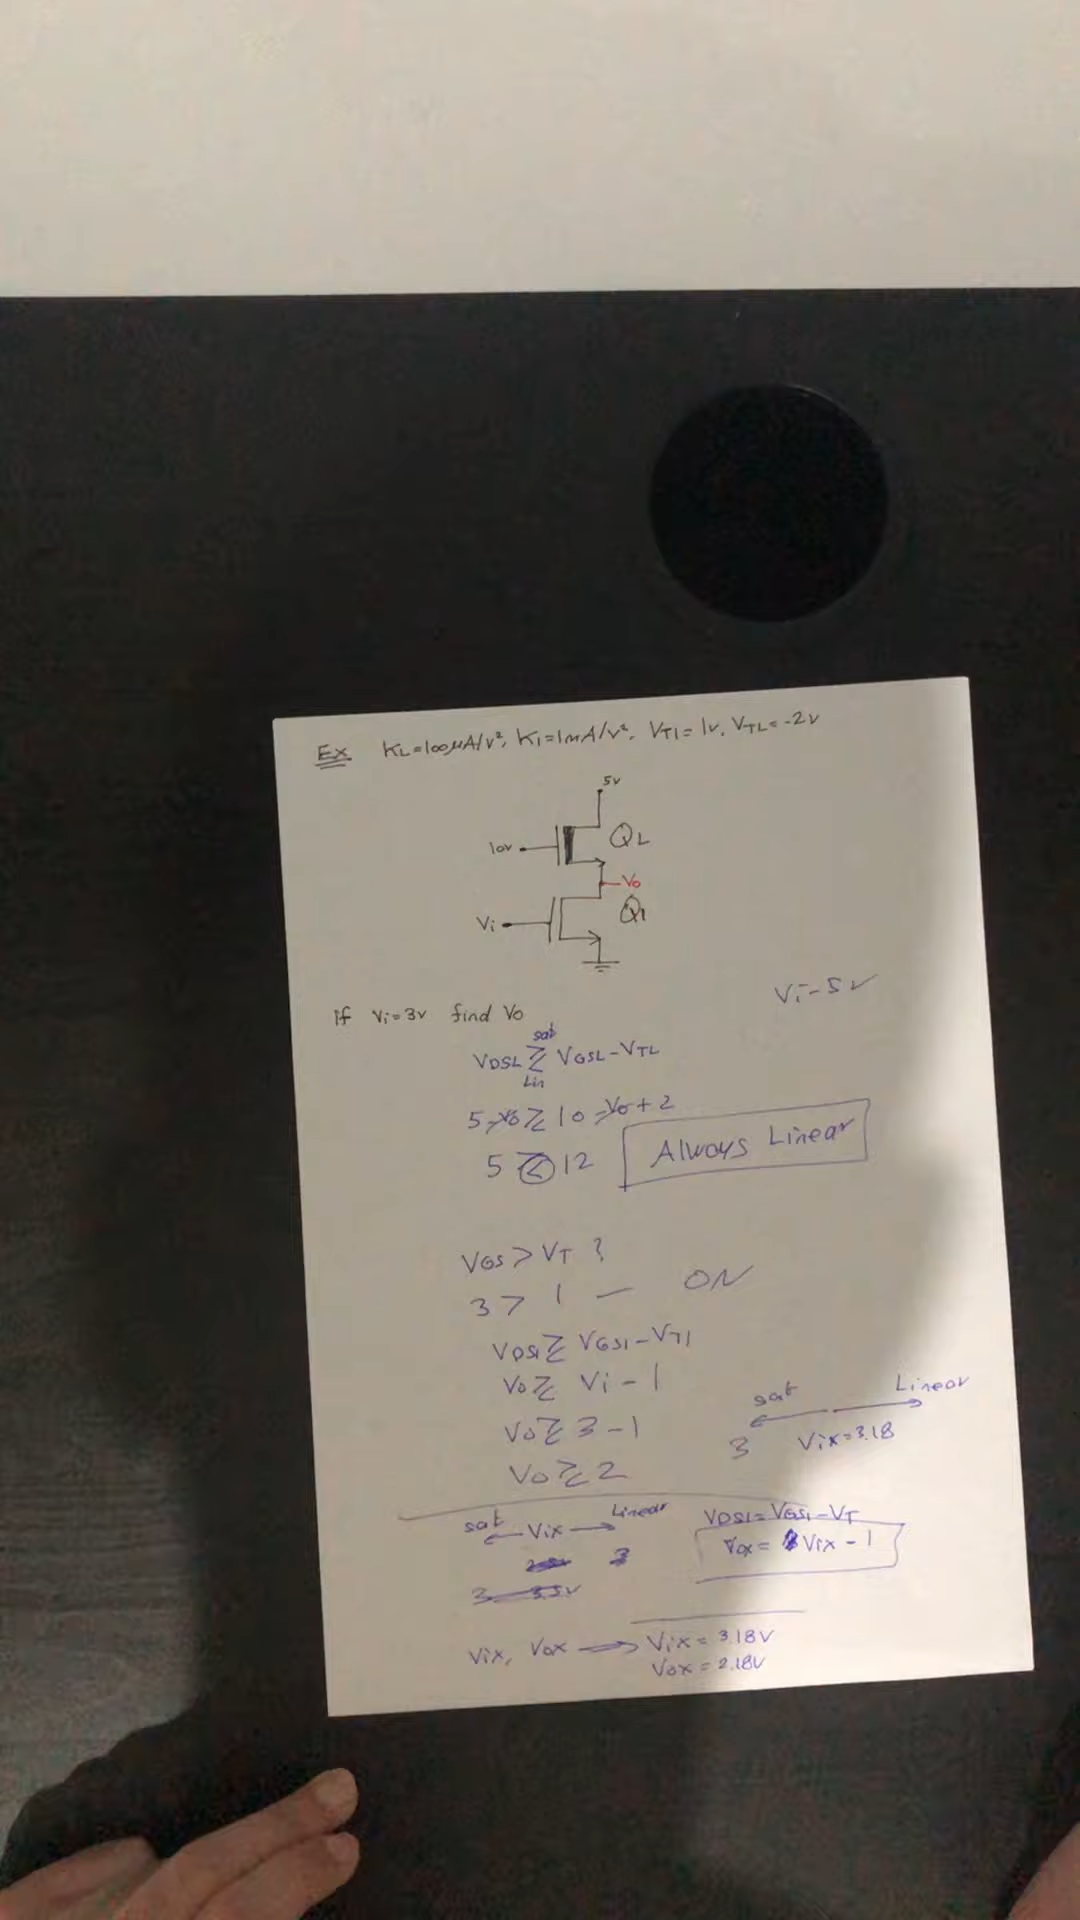 Ex KL=100µA/V², K1=1mA/V², VT1=1V, VTL=-2V
5V
10V QL
Vo
Vi Q1
Vi=5V
If Vi=3V find Vo
sat
VDSL ≷ VGSL-VTL
Lin
5-Vo ≷ 10-Vo+2
5 < 12 Always Linear
VGS > VT ?
3 > 1 — ON
VDS1 ≷ VGS1-VT1
Vo ≷ Vi-1
Vo ≷ 3-1
Vo ≷ 2
sat Linear
3 Vix=3.18
sat Vix Linear
VDS1=VGS1-VT
Vox= Vix-1
Vix, Vox → Vix=3.18V
Vox=2.18V